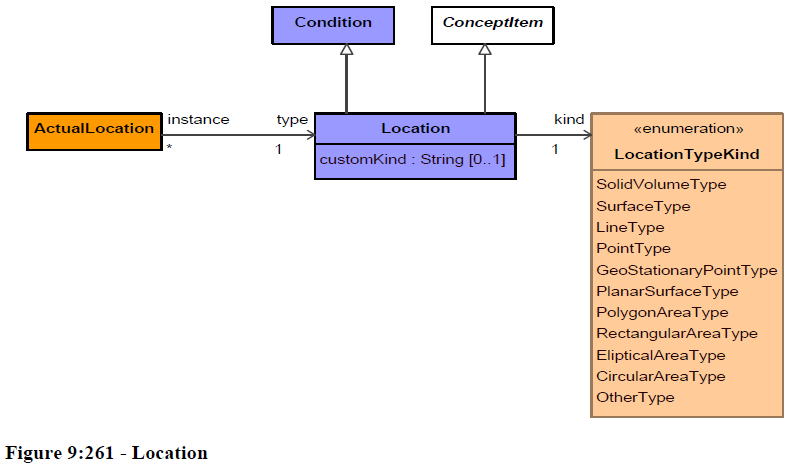 Condition
ConceptItem
ActualLocation
instance
type
*
1
Location
customKind : String [0..1]
kind
1
«enumeration»
LocationTypeKind
SolidVolumeType
SurfaceType
LineType
PointType
GeoStationaryPointType
PlanarSurfaceType
PolygonAreaType
RectangularAreaType
ElipticalAreaType
CircularAreaType
OtherType
Figure 9:261 - Location